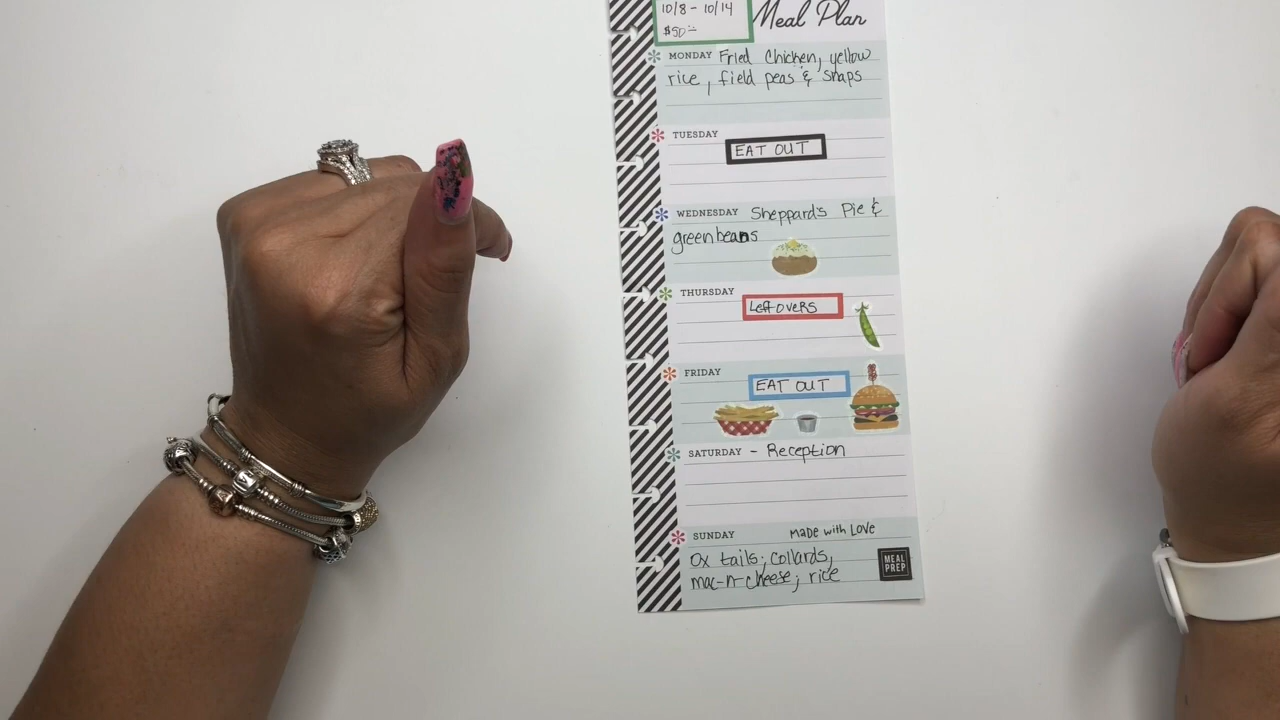 10/8 - 10/14
$50
Meal Plan
MONDAY Fried Chicken, yellow
rice, field peas & snaps
TUESDAY
EAT OUT
WEDNESDAY Sheppard's Pie &
greenbeans
THURSDAY
LEFTOVERS
FRIDAY
EAT OUT
SATURDAY - Reception
SUNDAY
MADE WITH LOVE
Ox tails, collards,
mac-n-cheese, rice
MEAL
PREP